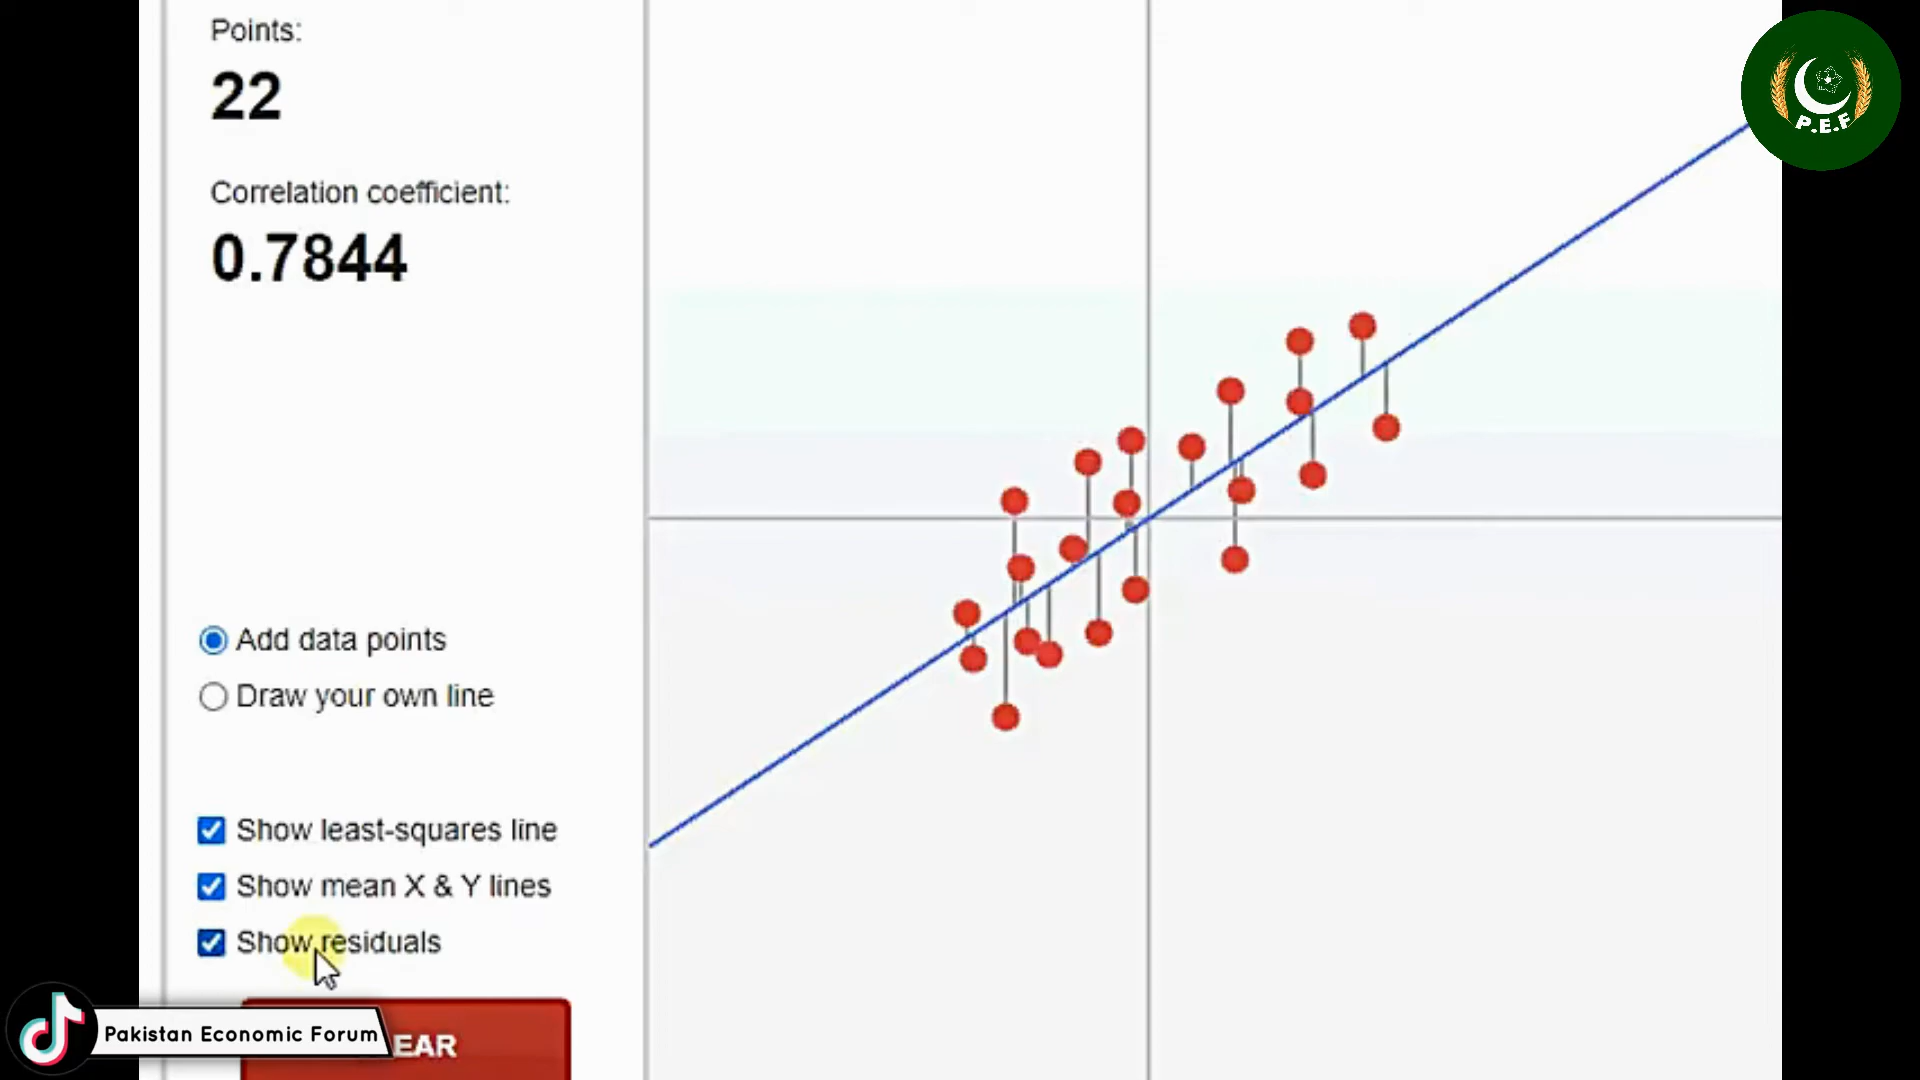 Points:
22
Correlation coefficient:
0.7844
P.E.F
Add data points
Draw your own line
Show least-squares line
Show mean X & Y lines
Show residuals
EAR
Pakistan Economic Forum